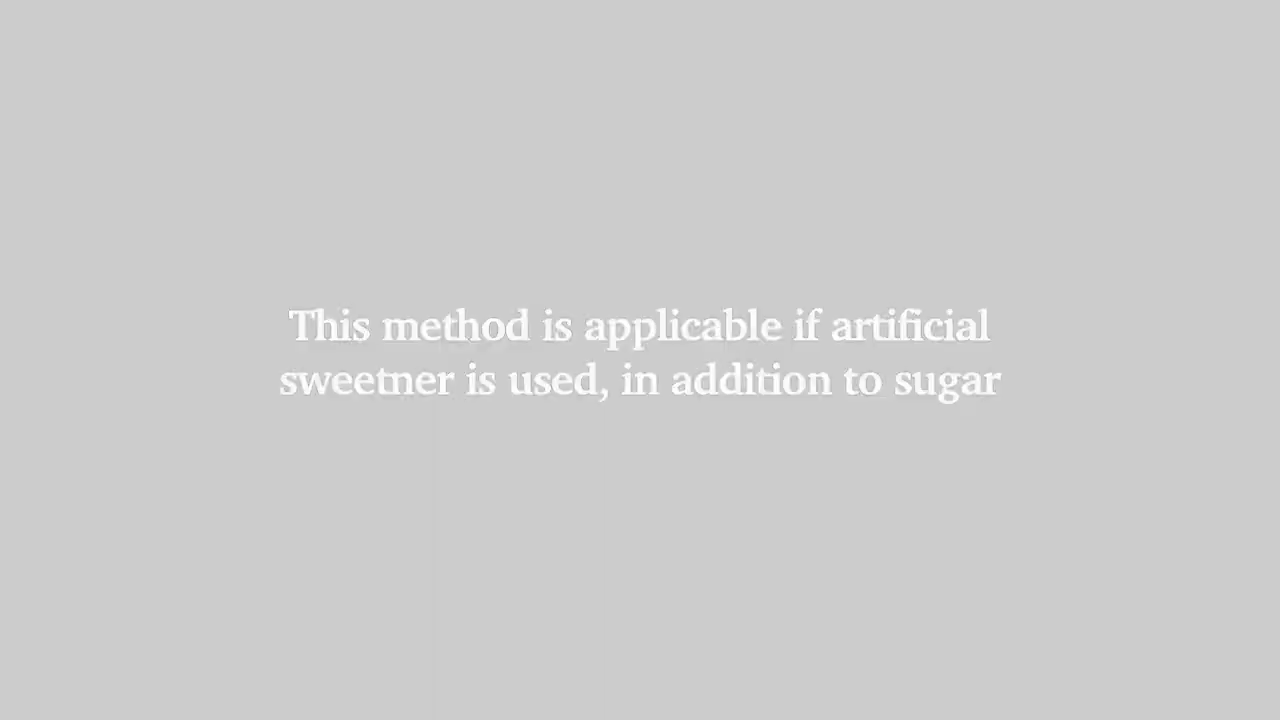 This method is applicable if artificial
sweetner is used, in addition to sugar